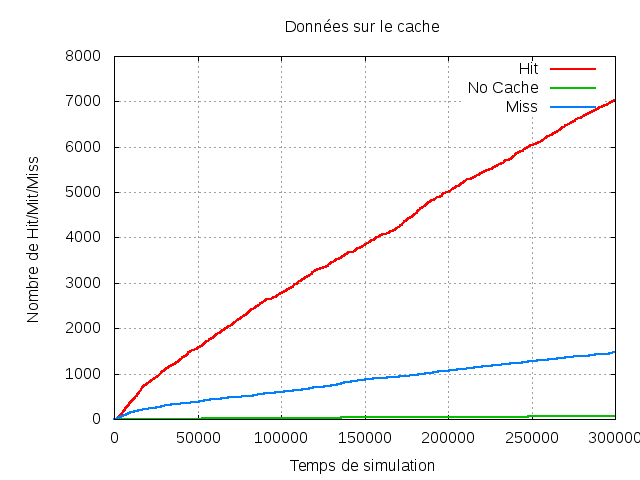 Données sur le cache
8000
7000
6000
5000
4000
3000
2000
1000
0
Nombre de Hit/Mit/Miss
Hit
No Cache
Miss
0 50000 100000 150000 200000 250000 300000
Temps de simulation